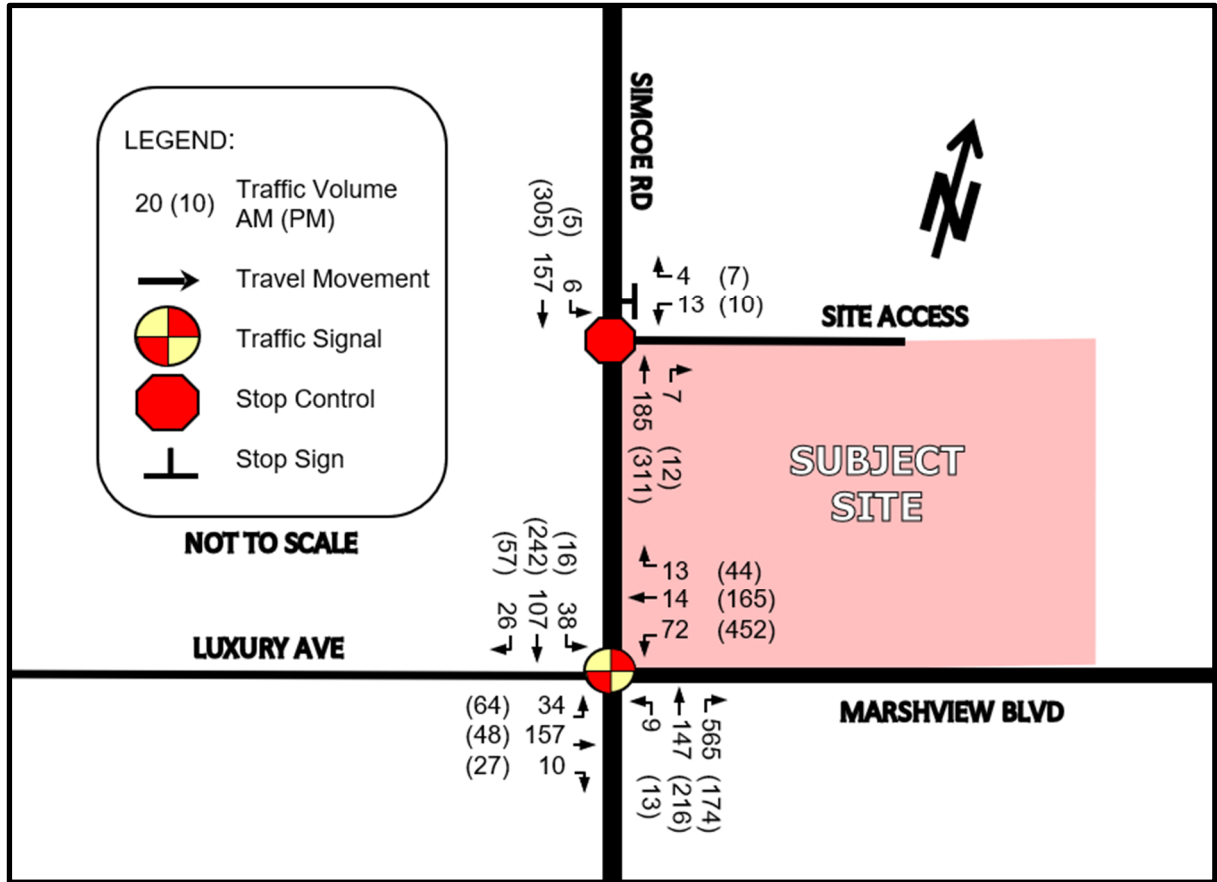 LEGEND:
20 (10)
Traffic Volume
AM (PM)
Travel Movement
Traffic Signal
Stop Control
Stop Sign
NOT TO SCALE
SIMCOE RD
N
(305) (5)
157 6
4 (7)
13 (10)
SITE ACCESS
185 7
(311) (12)
SUBJECT
SITE
(57) (242) (16)
26 107 38
13 (44)
14 (165)
72 (452)
LUXURY AVE
MARSHVIEW BLVD
(64) 34
(48) 157
(27) 10
9 147 565
(13) (216) (174)